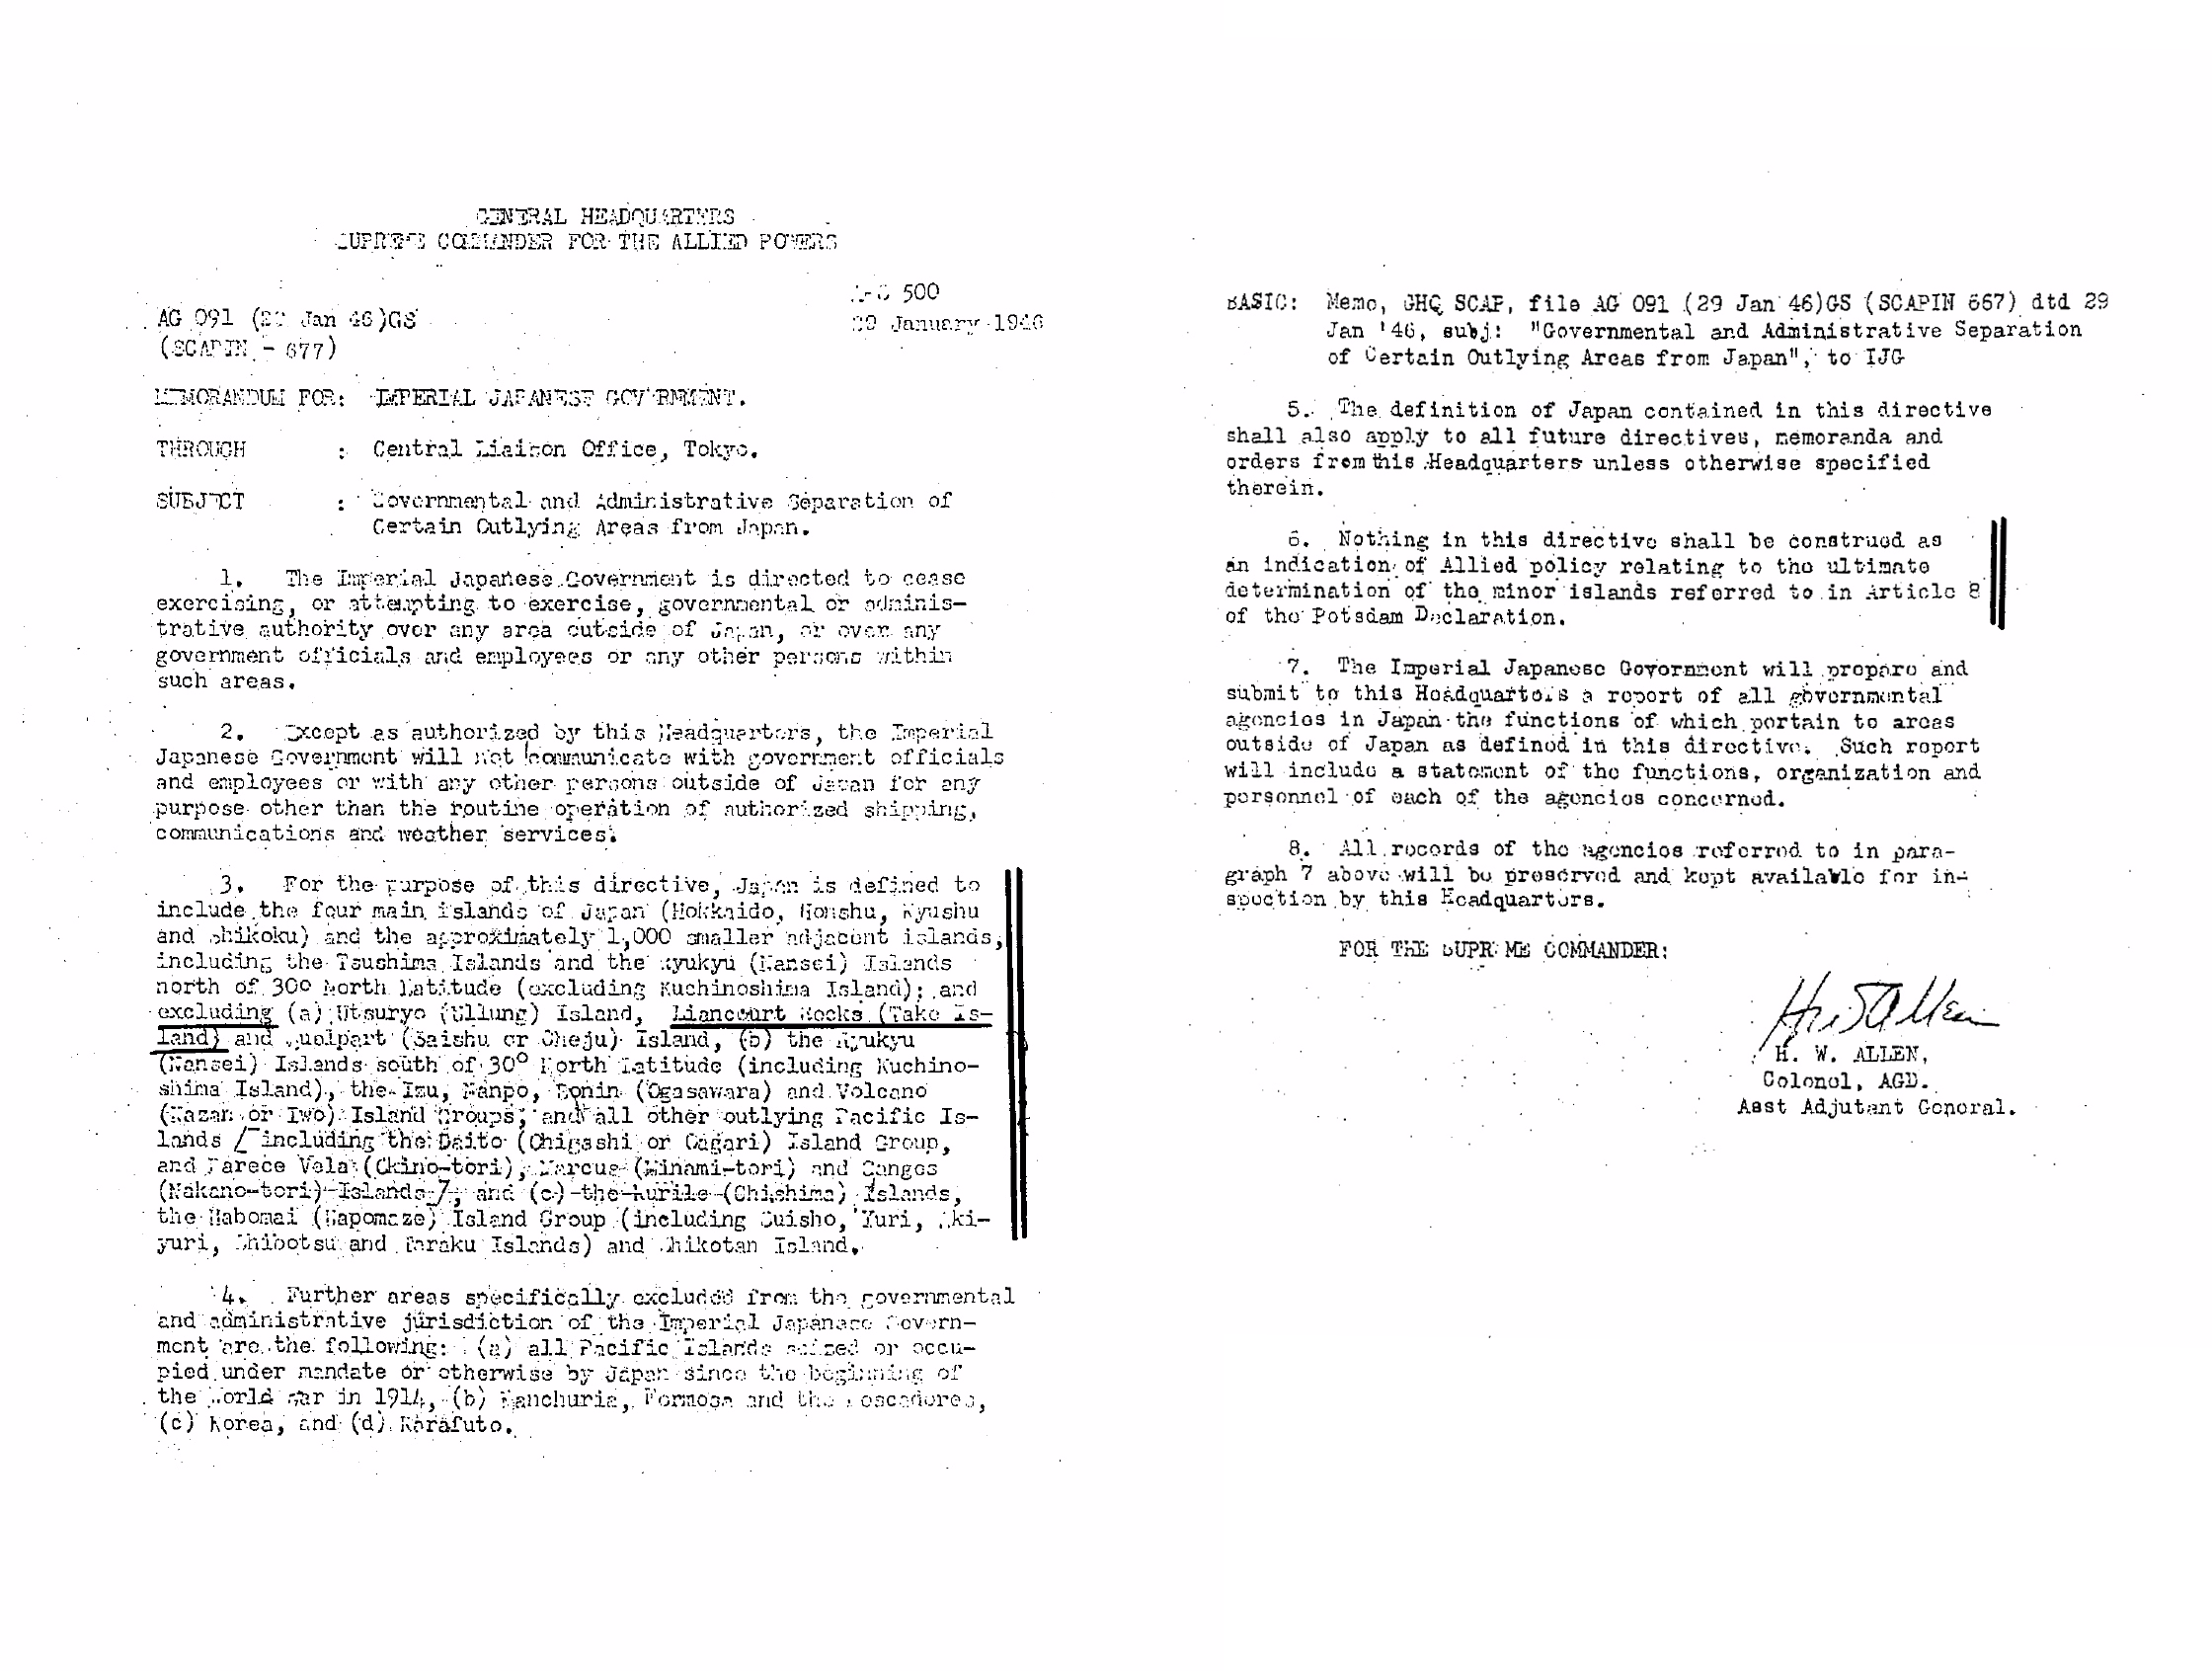 GENERAL HEADQUARTERS
SUPREME COMMANDER FOR THE ALLIED POWERS
APO 500
AG 091 (29 Jan 46)GS
29 January 1946
(SCAPIN - 677)
MEMORANDUM FOR: IMPERIAL JAPANESE GOVERNMENT.
THROUGH : Central Liaison Office, Tokyo.
SUBJECT : Governmental and Administrative Separation of
Certain Outlying Areas from Japan.
1. The Imperial Japanese Government is directed to cease
exercising, or attempting to exercise, governmental or adminis-
trative authority over any area outside of Japan, or over any
government officials and employees or any other persons within
such areas.
2. Except as authorized by this Headquarters, the Imperial
Japanese Government will not communicate with government officials
and employees or with any other persons outside of Japan for any
purpose other than the routine operation of authorized shipping,
communications and weather services.
3. For the purpose of this directive, Japan is defined to
include the four main islands of Japan (Hokkaido, Honshu, Kyushu
and Shikoku) and the approximately 1,000 smaller adjacent islands,
including the Tsushima Islands and the Ryukyu (Nansei) Islands
north of 30° North Latitude (excluding Kuchinoshima Island); and
excluding (a) Utsuryo (Ullung) Island, Liancourt Rocks (Take Is-
land) and Quelpart (Saishu or Cheju) Island, (b) the Ryukyu
(Nansei) Islands south of 30° North Latitude (including Kuchino-
shima Island), the Izu, Nanpo, Bonin (Ogasawara) and Volcano
(Kazan or Iwo) Island Groups, and all other outlying Pacific Is-
lands /including the Daito (Ohigashi or Oagari) Island Group,
and Parece Vela (Okino-tori), Marcus (Minami-tori) and Ganges
(Nakano-tori) Islands 7, and (c) the Kurile (Chishima) Islands,
the Habomai (Hapomaze) Island Group (including Suisho, Yuri, Aki-
yuri, Shibotsu and Taraku Islands) and Shikotan Island.
4. Further areas specifically excluded from the governmental
and administrative jurisdiction of the Imperial Japanese Govern-
ment are the following: (a) all Pacific Islands seized or occu-
pied under mandate or otherwise by Japan since the beginning of
the World War in 1914, (b) Manchuria, Formosa and the Pescadores,
(c) Korea, and (d) Karafuto.
BASIC: Memo, GHQ SCAP, file AG 091 (29 Jan 46)GS (SCAPIN 667) dtd 29
Jan '46, subj: "Governmental and Administrative Separation
of Certain Outlying Areas from Japan", to IJG
5. The definition of Japan contained in this directive
shall also apply to all future directives, memoranda and
orders from this Headquarters unless otherwise specified
therein.
6. Nothing in this directive shall be construed as
an indication of Allied policy relating to the ultimate
determination of the minor islands referred to in Article 8
of the Potsdam Declaration.
7. The Imperial Japanese Government will prepare and
submit to this Headquarters a report of all governmental
agencies in Japan the functions of which pertain to areas
outside of Japan as defined in this directive. Such report
will include a statement of the functions, organization and
personnel of each of the agencies concerned.
8. All records of the agencies referred to in para-
graph 7 above will be preserved and kept available for in-
spection by this Headquarters.
FOR THE SUPREME COMMANDER:
H. W. ALLEN,
Colonel, AGD.
Asst Adjutant General.